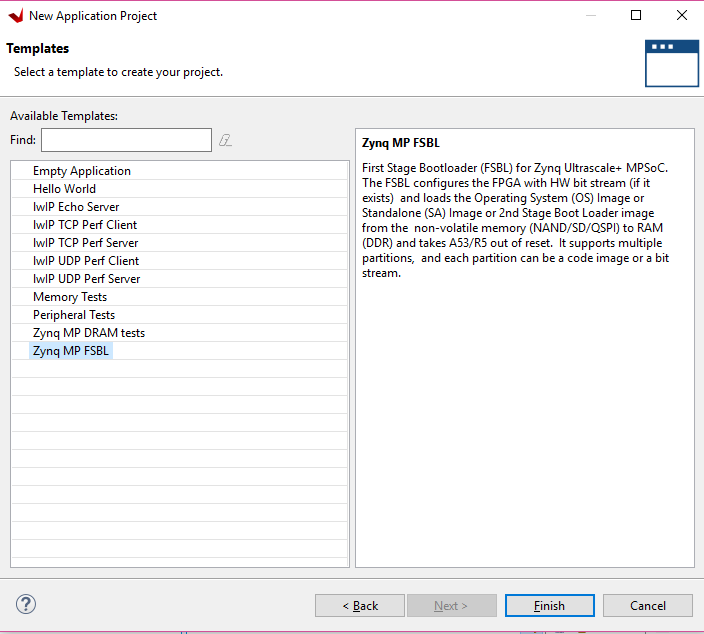 New Application Project
Templates
Select a template to create your project.
Available Templates:
Find:
Empty Application
Hello World
lwIP Echo Server
lwIP TCP Perf Client
lwIP TCP Perf Server
lwIP UDP Perf Client
lwIP UDP Perf Server
Memory Tests
Peripheral Tests
Zynq MP DRAM tests
Zynq MP FSBL
Zynq MP FSBL
First Stage Bootloader (FSBL) for Zynq Ultrascale+ MPSoC.
The FSBL configures the FPGA with HW bit stream (if it
exists)  and loads the Operating System (OS) Image or
Standalone (SA) Image or 2nd Stage Boot Loader image
from the  non-volatile memory (NAND/SD/QSPI) to RAM
(DDR) and takes A53/R5 out of reset.  It supports multiple
partitions,  and each partition can be a code image or a bit
stream.
?
< Back
Next >
Finish
Cancel